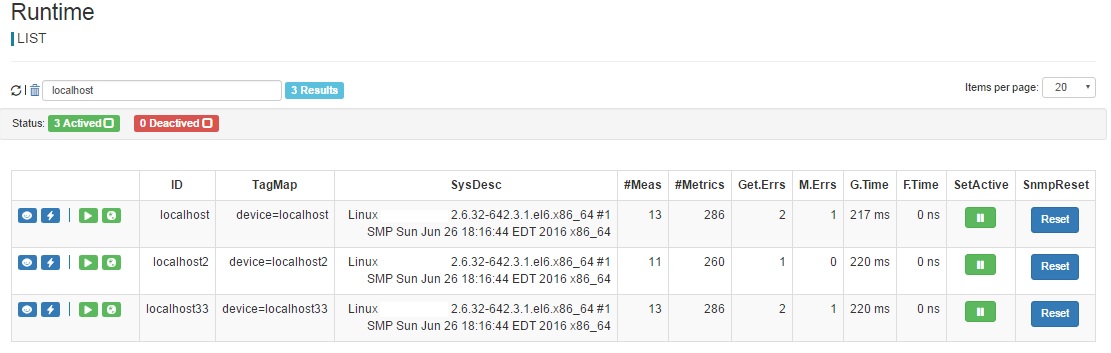 Runtime
LIST
localhost 3 Results Items per page: 20
Status: 3 Actived 0 Deactived
ID TagMap SysDesc #Meas #Metrics Get.Errs M.Errs G.Time F.Time SetActive SnmpReset
localhost device=localhost Linux 2.6.32-642.3.1.el6.x86_64 #1 13 286 2 1 217 ms 0 ns Reset
SMP Sun Jun 26 18:16:44 EDT 2016 x86_64
localhost2 device=localhost2 Linux 2.6.32-642.3.1.el6.x86_64 #1 11 260 1 0 220 ms 0 ns Reset
SMP Sun Jun 26 18:16:44 EDT 2016 x86_64
localhost33 device=localhost33 Linux 2.6.32-642.3.1.el6.x86_64 #1 13 286 2 1 220 ms 0 ns Reset
SMP Sun Jun 26 18:16:44 EDT 2016 x86_64